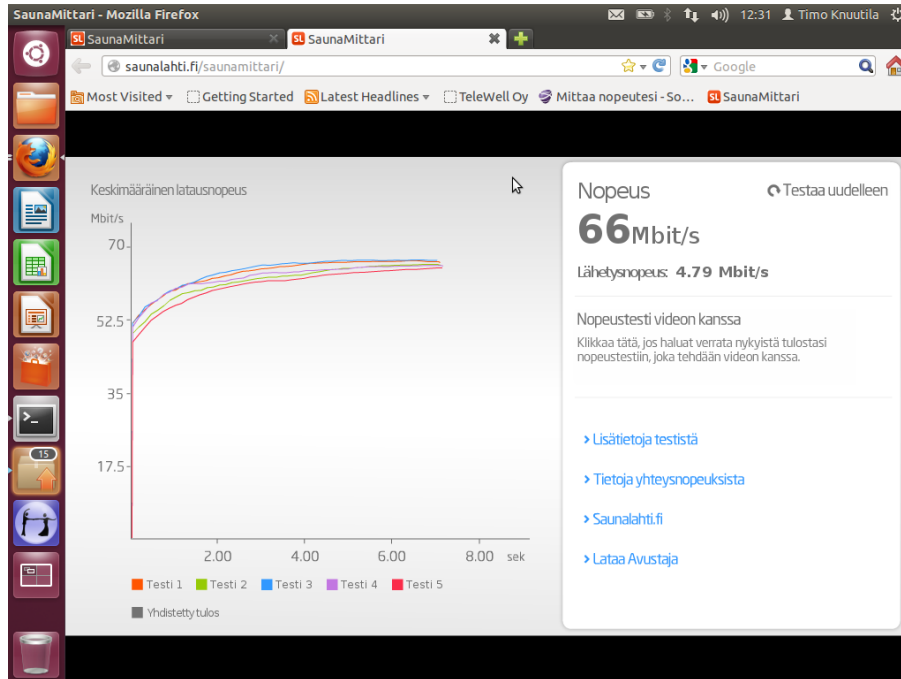 SaunaMittari - Mozilla Firefox
12:31 Timo Knuutila
SL SaunaMittari
SL SaunaMittari
saunalahti.fi/saunamittari/
Google
Most Visited Getting Started Latest Headlines TeleWell Oy Mittaa nopeutesi - So... SL SaunaMittari
Keskimääräinen latausnopeus
Mbit/s
70
52.5
35
17.5
2.00 4.00 6.00 8.00 sek
Testi 1 Testi 2 Testi 3 Testi 4 Testi 5
Yhdistetty tulos
Nopeus
Testaa uudelleen
66Mbit/s
Lähetysnopeus: 4.79 Mbit/s
Nopeustesti videon kanssa
Klikkaa tätä, jos haluat verrata nykyistä tulostasi
nopeustestiin, joka tehdään videon kanssa.
› Lisätietoja testistä
› Tietoja yhteysnopeuksista
› Saunalahti.fi
› Lataa Avustaja
>_
15